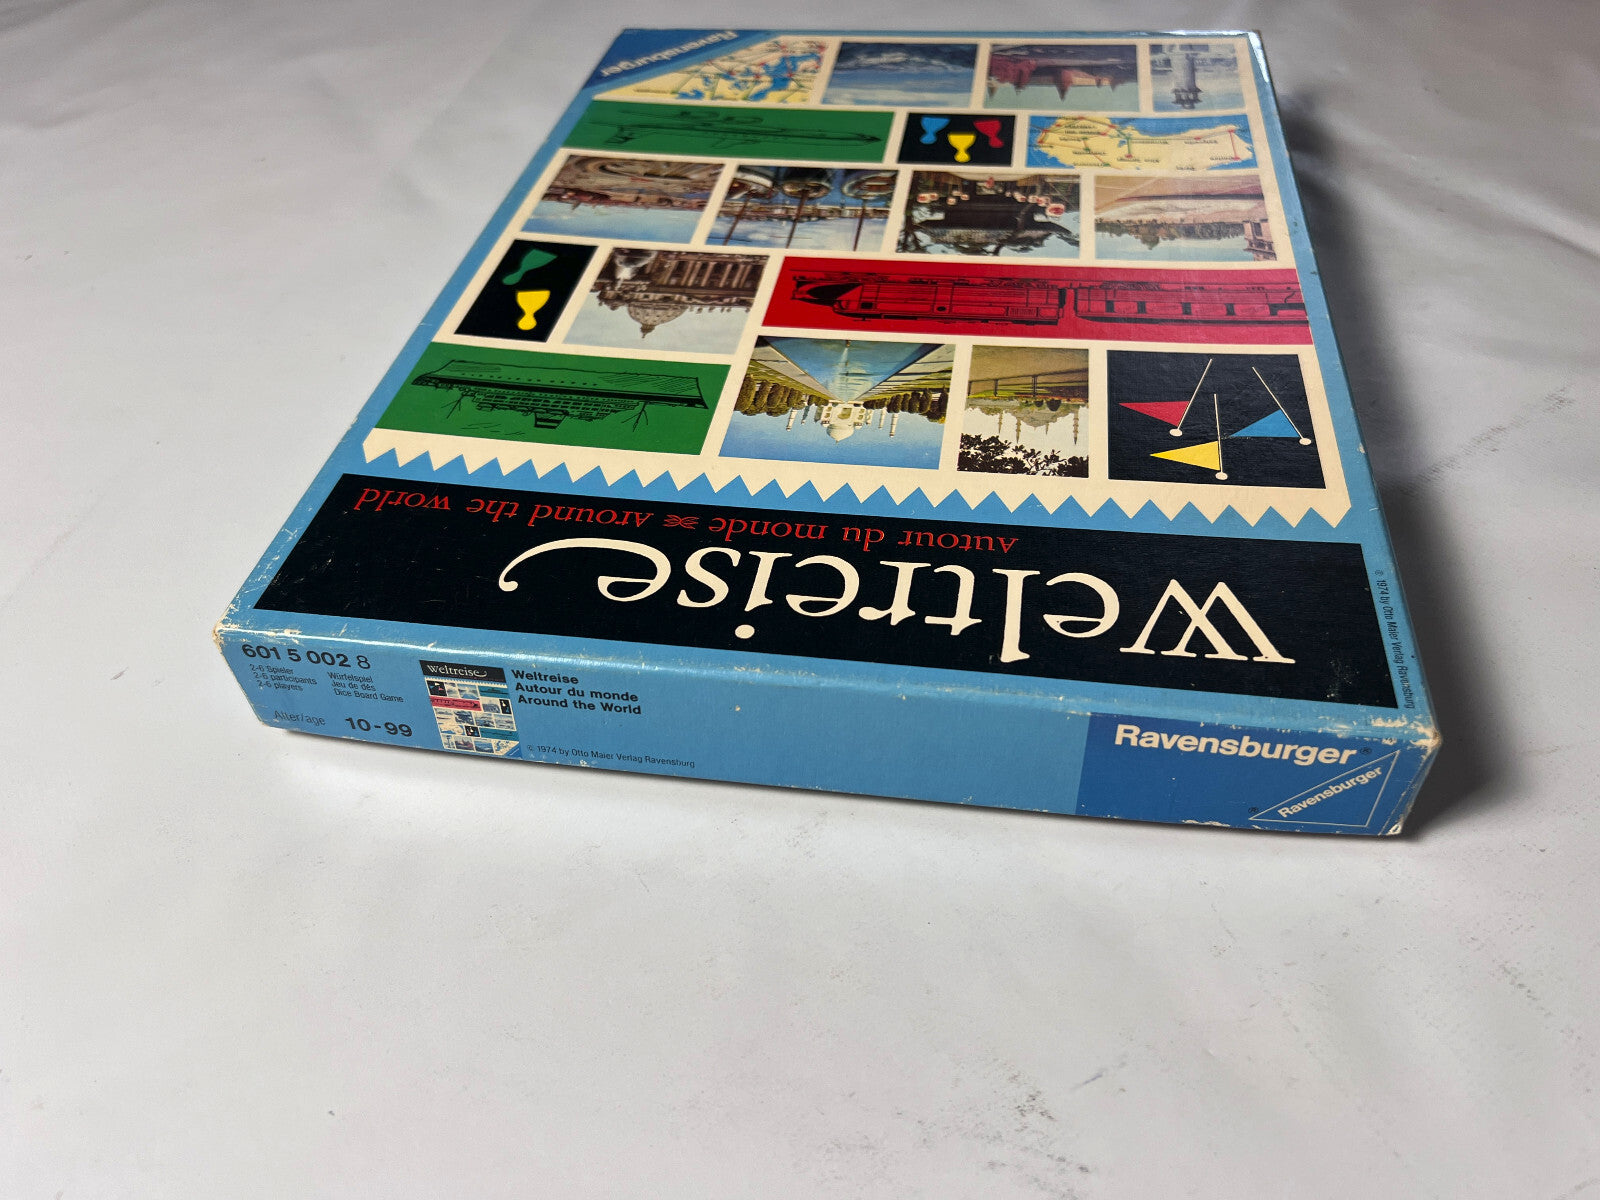 Ravensburger
weltreise
Autour du monde Around the world
© 1974 by Otto Maier Verlag Ravensburg
601 5 002 8
2-6 Spieler
2-6 participants
2-6 players
Würfelspiel
Jeu de dés
Dice Board Game
Alter/age 10-99
weltreise
Weltreise
Autour du monde
Around the World
© 1974 by Otto Maier Verlag Ravensburg
Ravensburger®
Ravensburger
®